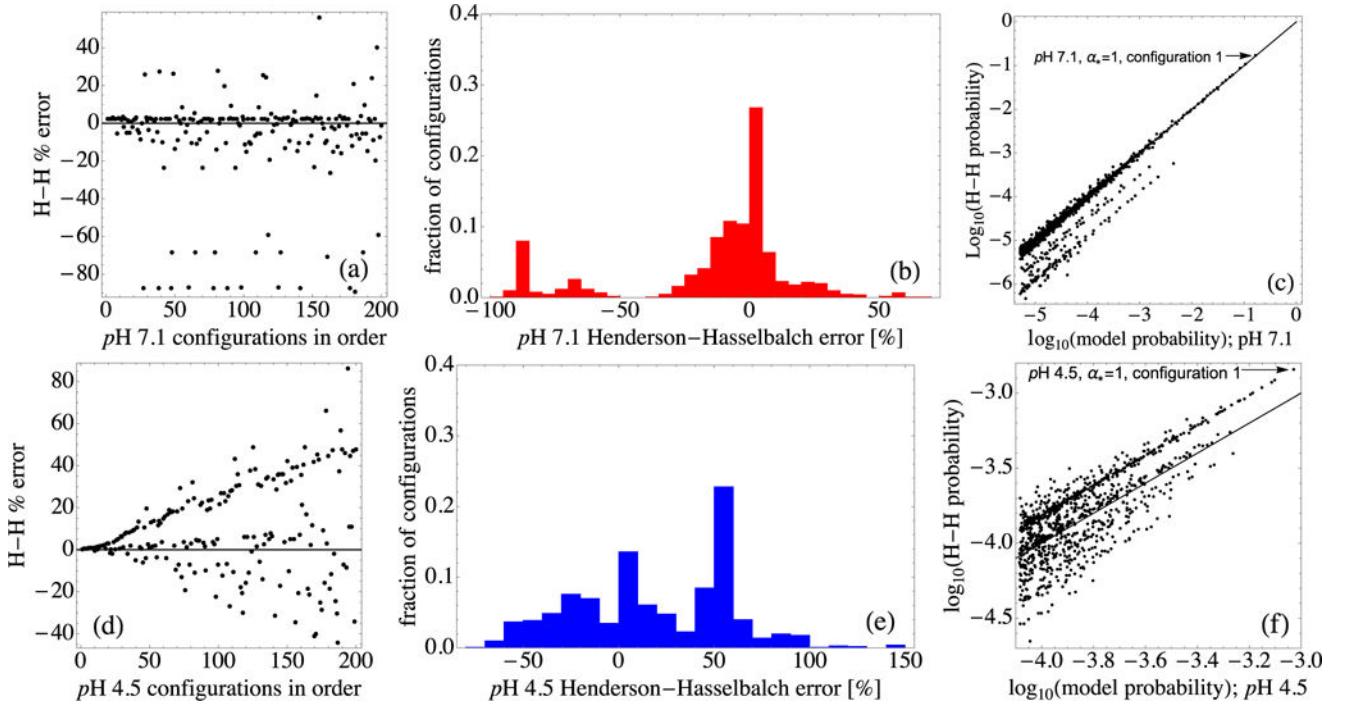 H−H % error
40
20
0
−20
−40
−60
−80
0 50 100 150 200
pH 7.1 configurations in order
(a)
fraction of configurations
0.4
0.3
0.2
0.1
0.0
−100 −50 0 50
pH 7.1 Henderson−Hasselbalch error [%]
(b)
Log₁₀(H−H probability)
0
−1
−2
−3
−4
−5
−6
pH 7.1, α*=1, configuration 1
−5 −4 −3 −2 −1 0
log₁₀(model probability); pH 7.1
(c)
H−H % error
80
60
40
20
0
−20
−40
0 50 100 150 200
pH 4.5 configurations in order
(d)
fraction of configurations
0.4
0.3
0.2
0.1
0.0
−50 0 50 100 150
pH 4.5 Henderson−Hasselbalch error [%]
(e)
log₁₀(H−H probability)
−3.0
−3.5
−4.0
−4.5
pH 4.5, α*=1, configuration 1
−4.0 −3.8 −3.6 −3.4 −3.2 −3.0
log₁₀(model probability); pH 4.5
(f)